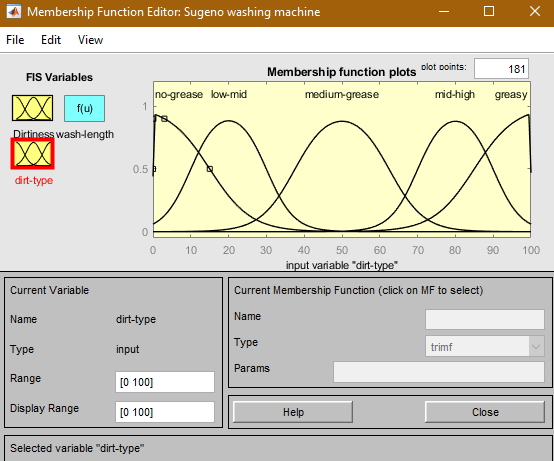 Membership Function Editor: Sugeno washing machine
File Edit View
FIS Variables
f(u)
Dirtiness wash-length
dirt-type
Membership function plots plot points: 181
no-grease low-mid medium-grease mid-high greasy
1
0.5
0
0 10 20 30 40 50 60 70 80 90 100
input variable "dirt-type"
Current Variable
Name dirt-type
Type input
Range [0 100]
Display Range [0 100]
Current Membership Function (click on MF to select)
Name
Type trimf
Params
Help Close
Selected variable "dirt-type"